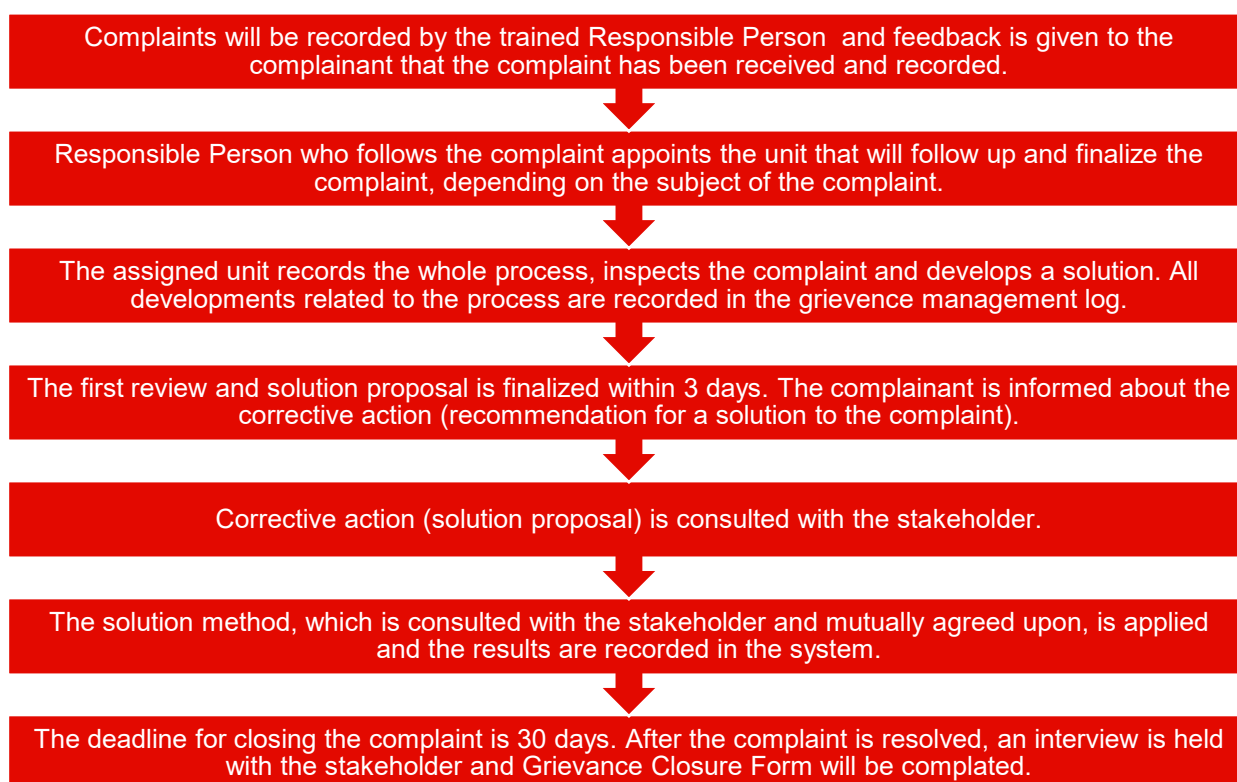 Complaints will be recorded by the trained Responsible Person  and feedback is given to the
complainant that the complaint has been received and recorded.
Responsible Person who follows the complaint appoints the unit that will follow up and finalize the
complaint, depending on the subject of the complaint.
The assigned unit records the whole process, inspects the complaint and develops a solution. All
developments related to the process are recorded in the grievence management log.
The first review and solution proposal is finalized within 3 days. The complainant is informed about the
corrective action (recommendation for a solution to the complaint).
Corrective action (solution proposal) is consulted with the stakeholder.
The solution method, which is consulted with the stakeholder and mutually agreed upon, is applied
and the results are recorded in the system.
The deadline for closing the complaint is 30 days. After the complaint is resolved, an interview is held
with the stakeholder and Grievance Closure Form will be complated.